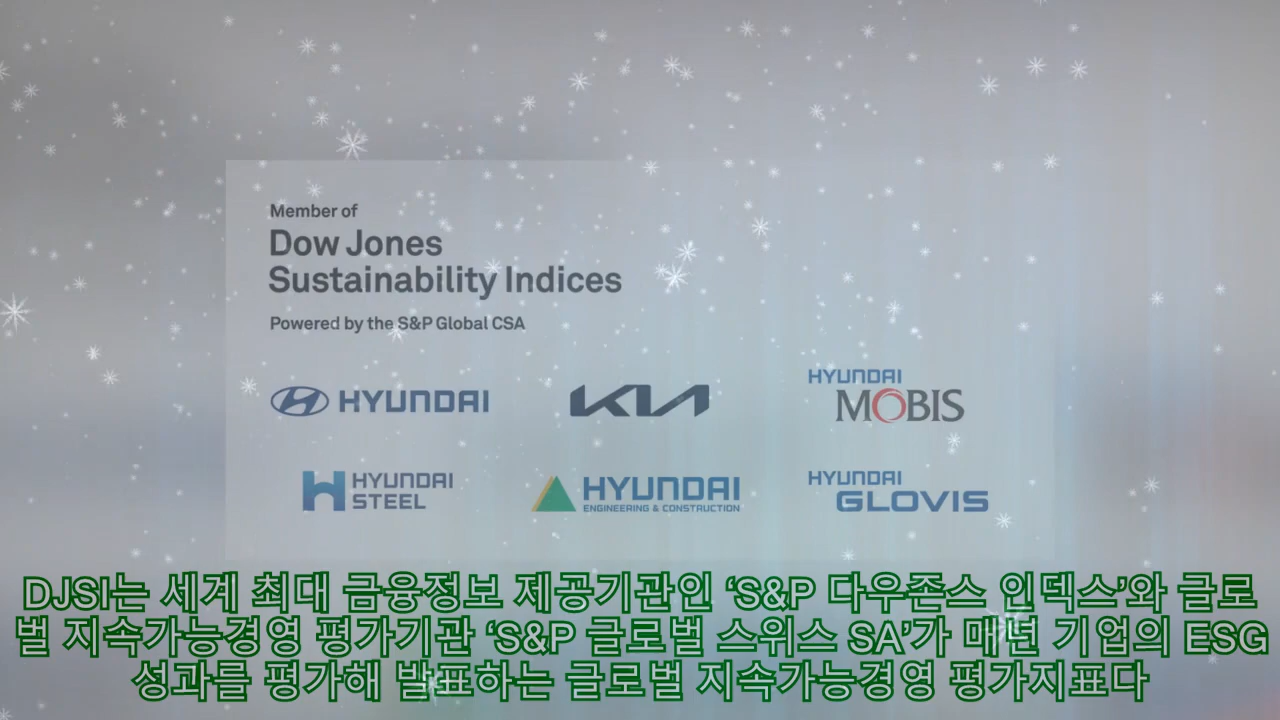 Member of
Dow Jones
Sustainability Indices
Powered by the S&P Global CSA
HYUNDAI
KIA
HYUNDAI
MOBIS
HYUNDAI
STEEL
HYUNDAI
ENGINEERING & CONSTRUCTION
HYUNDAI
GLOVIS
DJSI는 세계 최대 금융정보 제공기관인 ‘S&P 다우존스 인덱스’와 글로
벌 지속가능경영 평가기관 ‘S&P 글로벌 스위스 SA’가 매년 기업의 ESG
성과를 평가해 발표하는 글로벌 지속가능경영 평가지표다